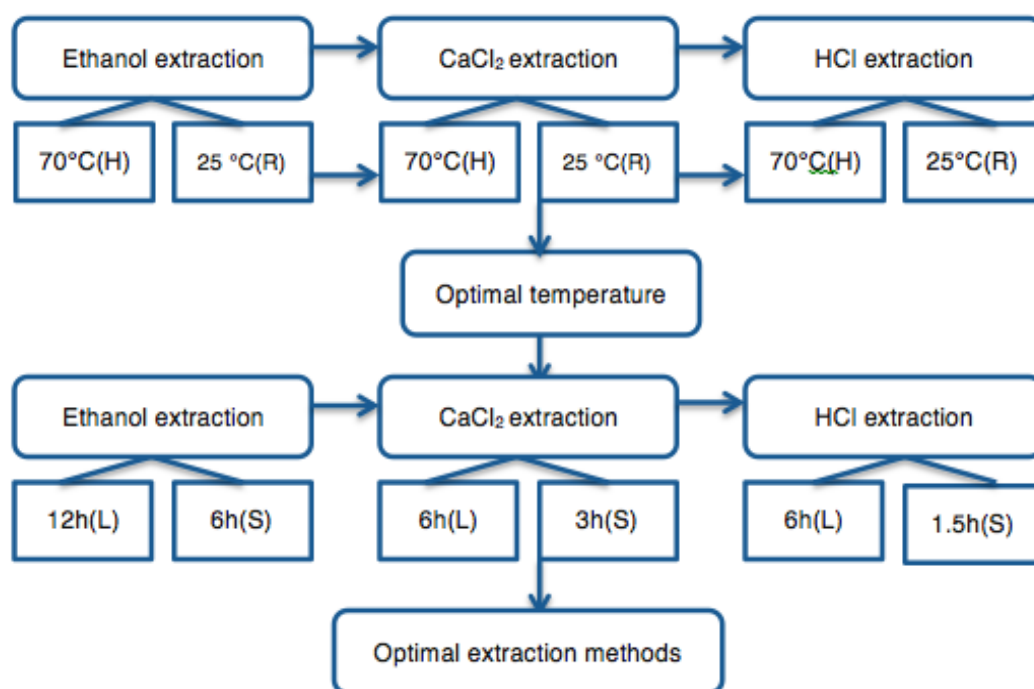 Ethanol extraction
CaCl₂ extraction
HCl extraction
70°C(H)
25 °C(R)
70°C(H)
25 °C(R)
70°C(H)
25°C(R)
Optimal temperature
Ethanol extraction
CaCl₂ extraction
HCl extraction
12h(L)
6h(S)
6h(L)
3h(S)
6h(L)
1.5h(S)
Optimal extraction methods